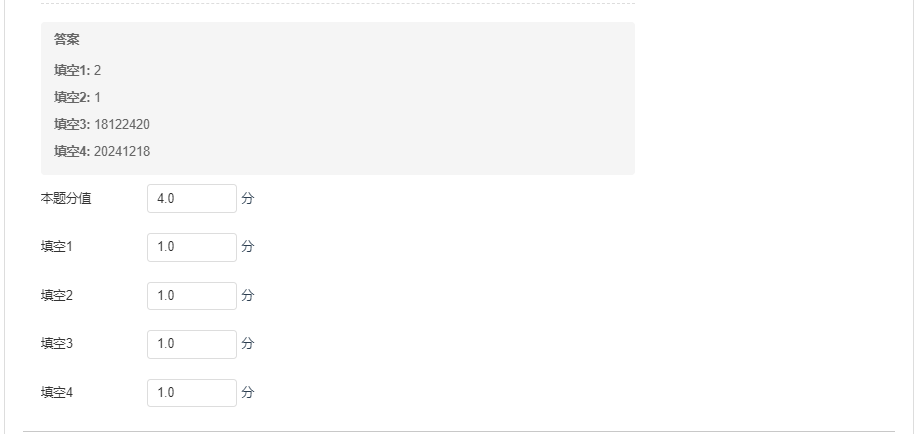 答案
填空1: 2
填空2: 1
填空3: 18122420
填空4: 20241218
本题分值 4.0 分
填空1 1.0 分
填空2 1.0 分
填空3 1.0 分
填空4 1.0 分